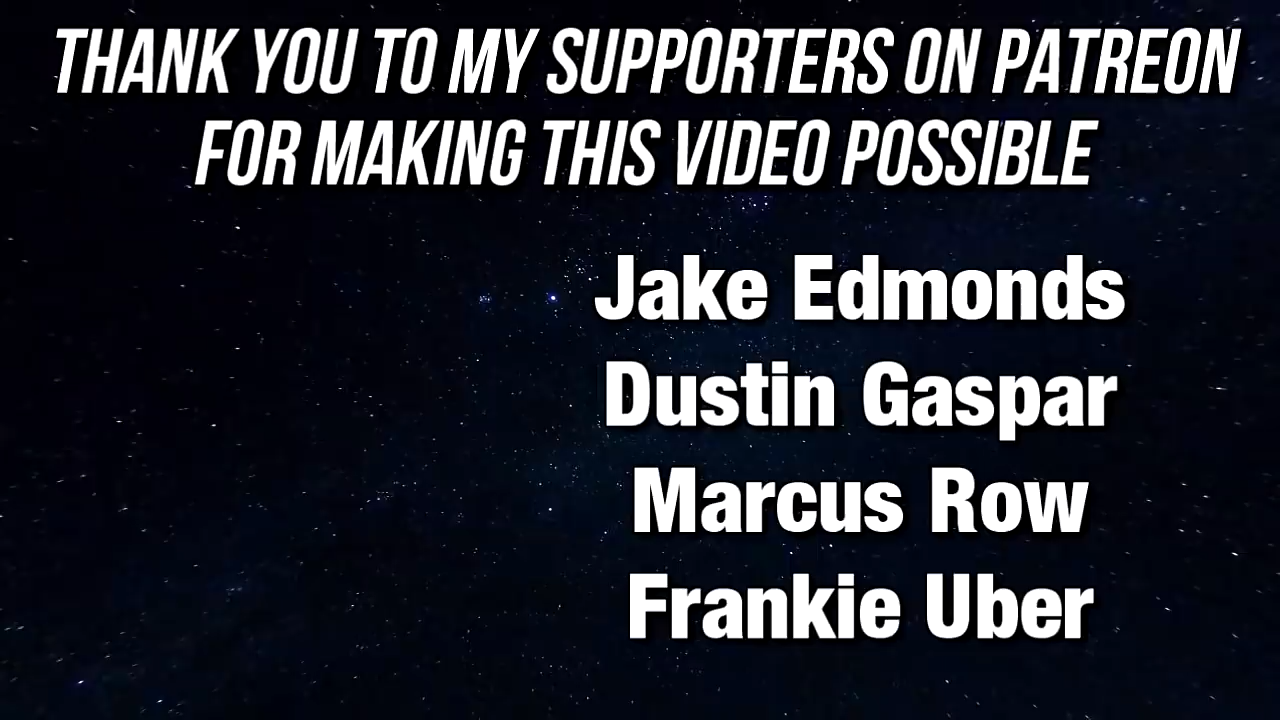 THANK YOU TO MY SUPPORTERS ON PATREON
FOR MAKING THIS VIDEO POSSIBLE
Jake Edmonds
Dustin Gaspar
Marcus Row
Frankie Uber